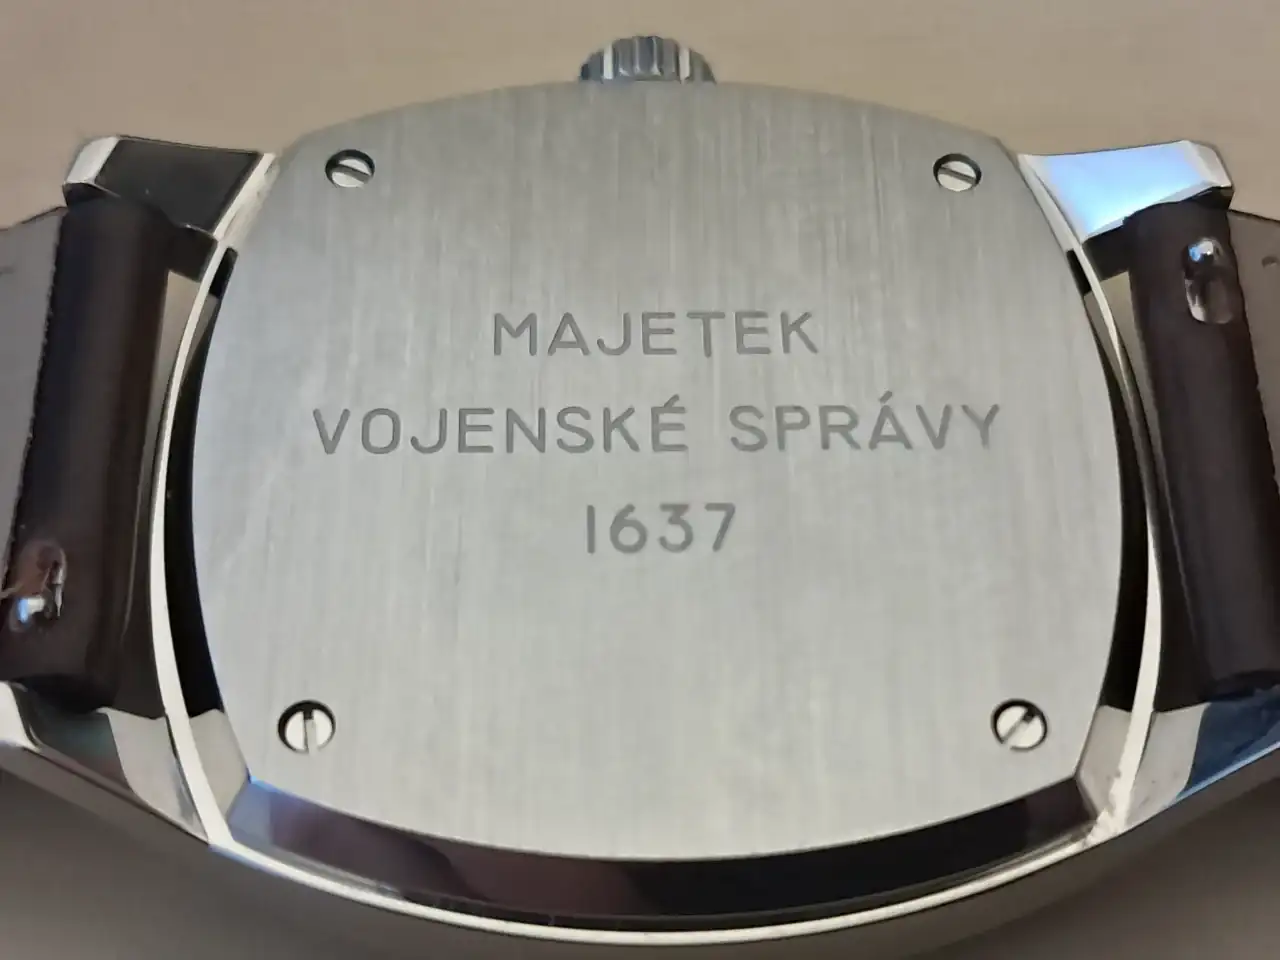 MAJETEK
VOJENSKÉ SPRÁVY
1637